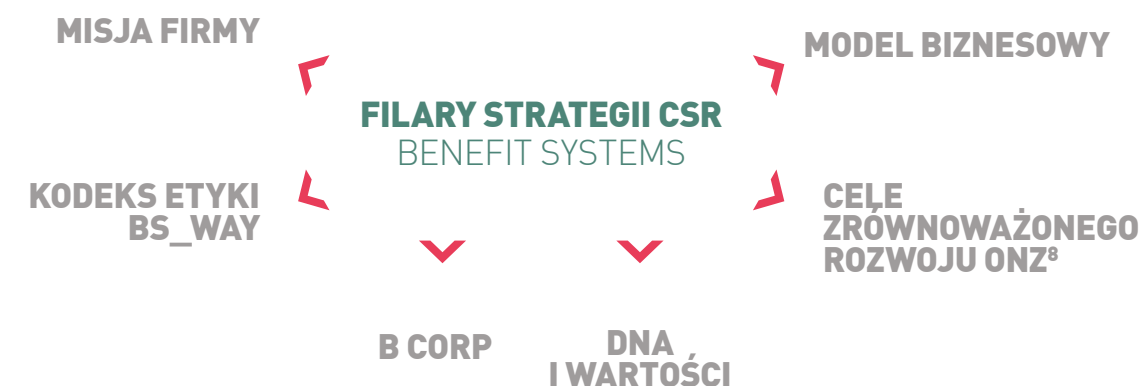 MISJA FIRMY
MODEL BIZNESOWY
FILARY STRATEGII CSR
BENEFIT SYSTEMS
KODEKS ETYKI
BS_WAY
CELE
ZRÓWNOWAŻONEGO
ROZWOJU ONZ⁸
B CORP
DNA
I WARTOŚCI